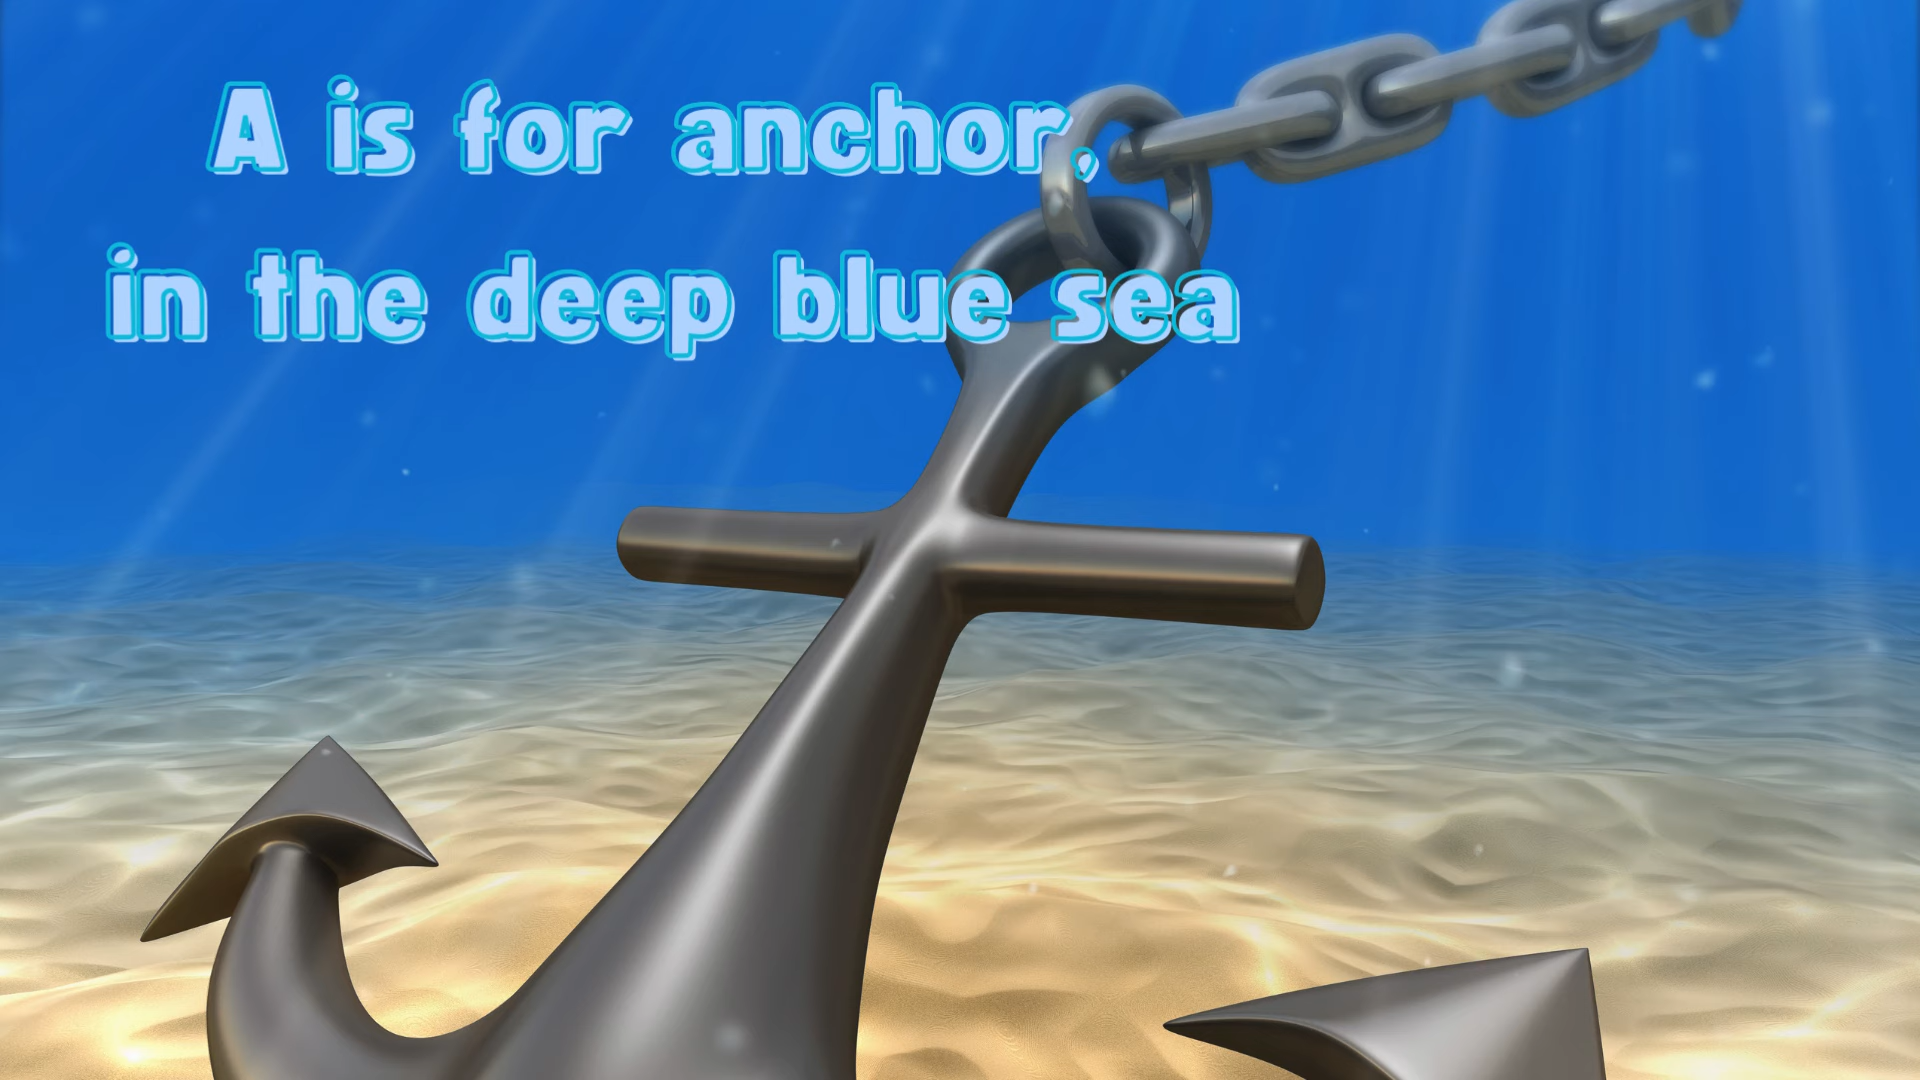 A is for anchor,
in the deep blue sea